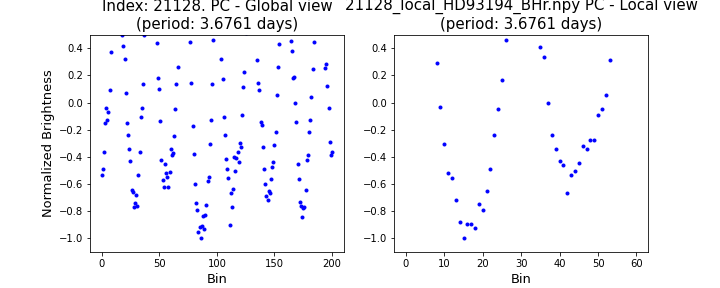 Index: 21128. PC - Global view
(period: 3.6761 days)
21128_local_HD93194_BHr.npy PC - Local view
(period: 3.6761 days)
Normalized Brightness
0.4
0.2
0.0
−0.2
−0.4
−0.6
−0.8
−1.0
0 50 100 150 200
Bin
0.4
0.2
0.0
−0.2
−0.4
−0.6
−0.8
−1.0
0 10 20 30 40 50 60
Bin